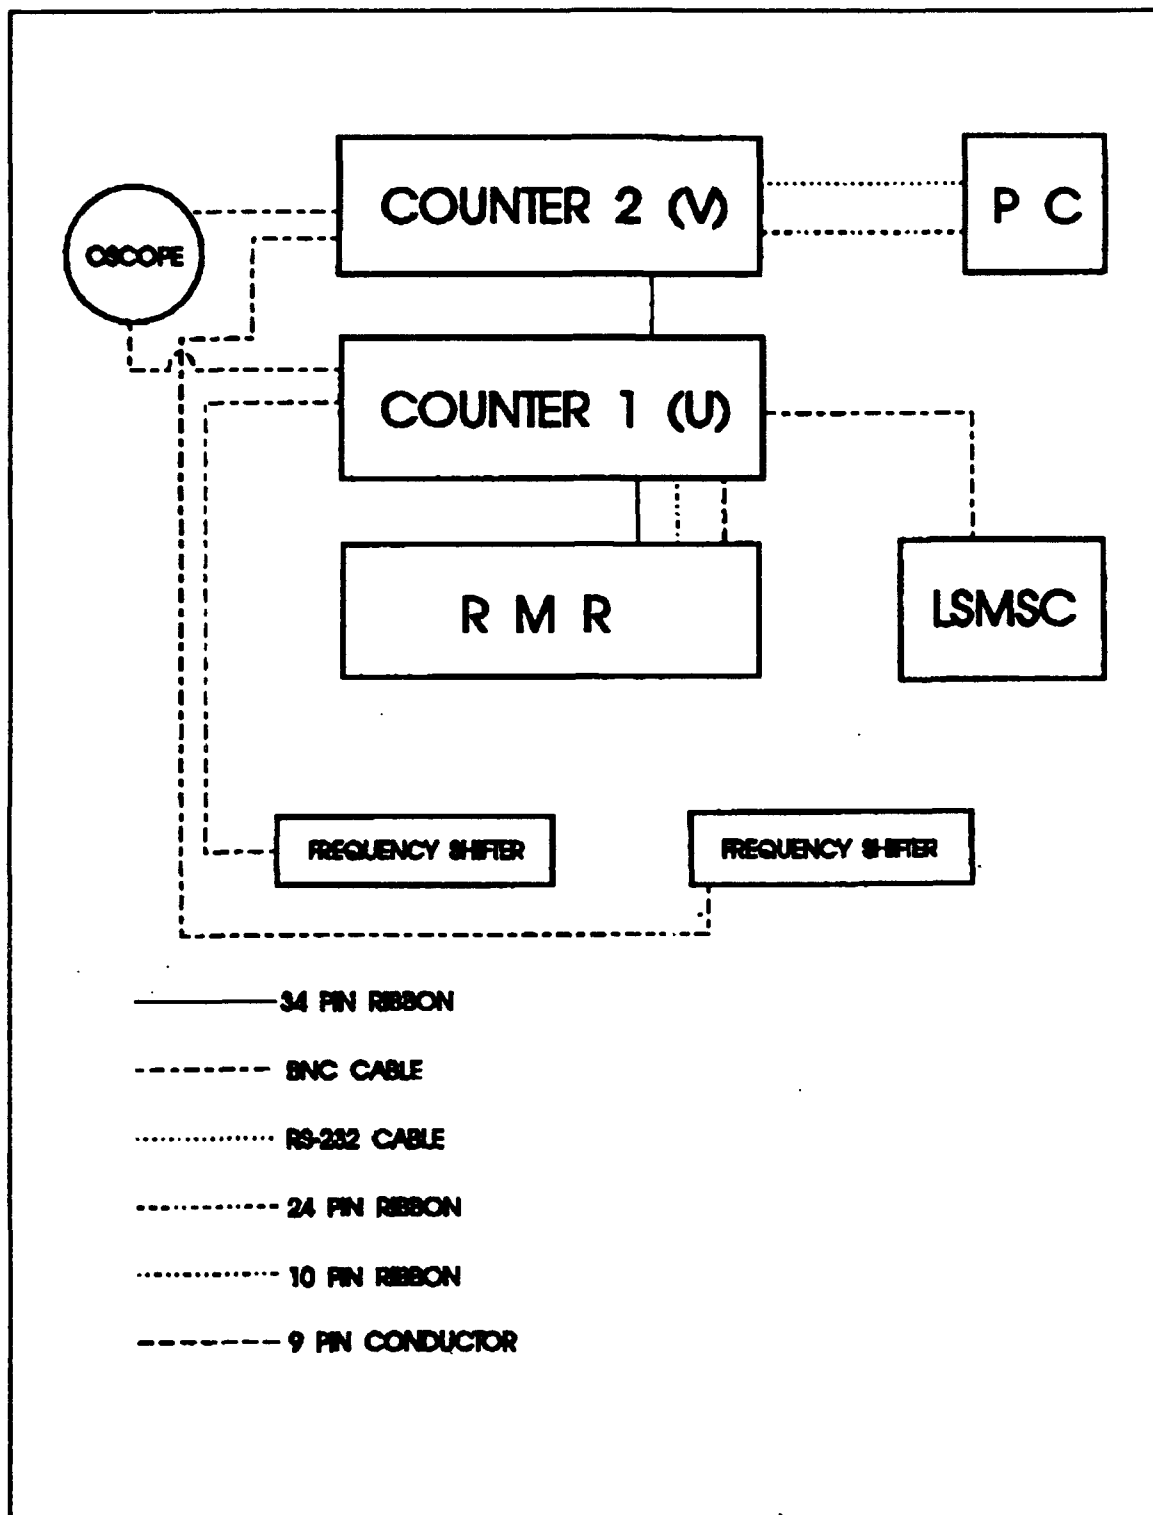 COUNTER 2 (V)
P C
OSCOPE
COUNTER 1 (U)
R M R
LSMSC
FREQUENCY SHIFTER
FREQUENCY SHIFTER
34 PIN RIBBON
BNC CABLE
RS-232 CABLE
24 PIN RIBBON
10 PIN RIBBON
9 PIN CONDUCTOR